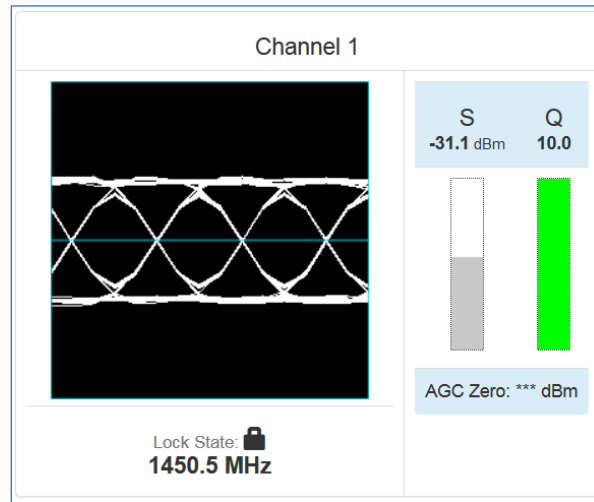 Channel 1
S Q
-31.1 dBm 10.0
AGC Zero: *** dBm
Lock State:
1450.5 MHz